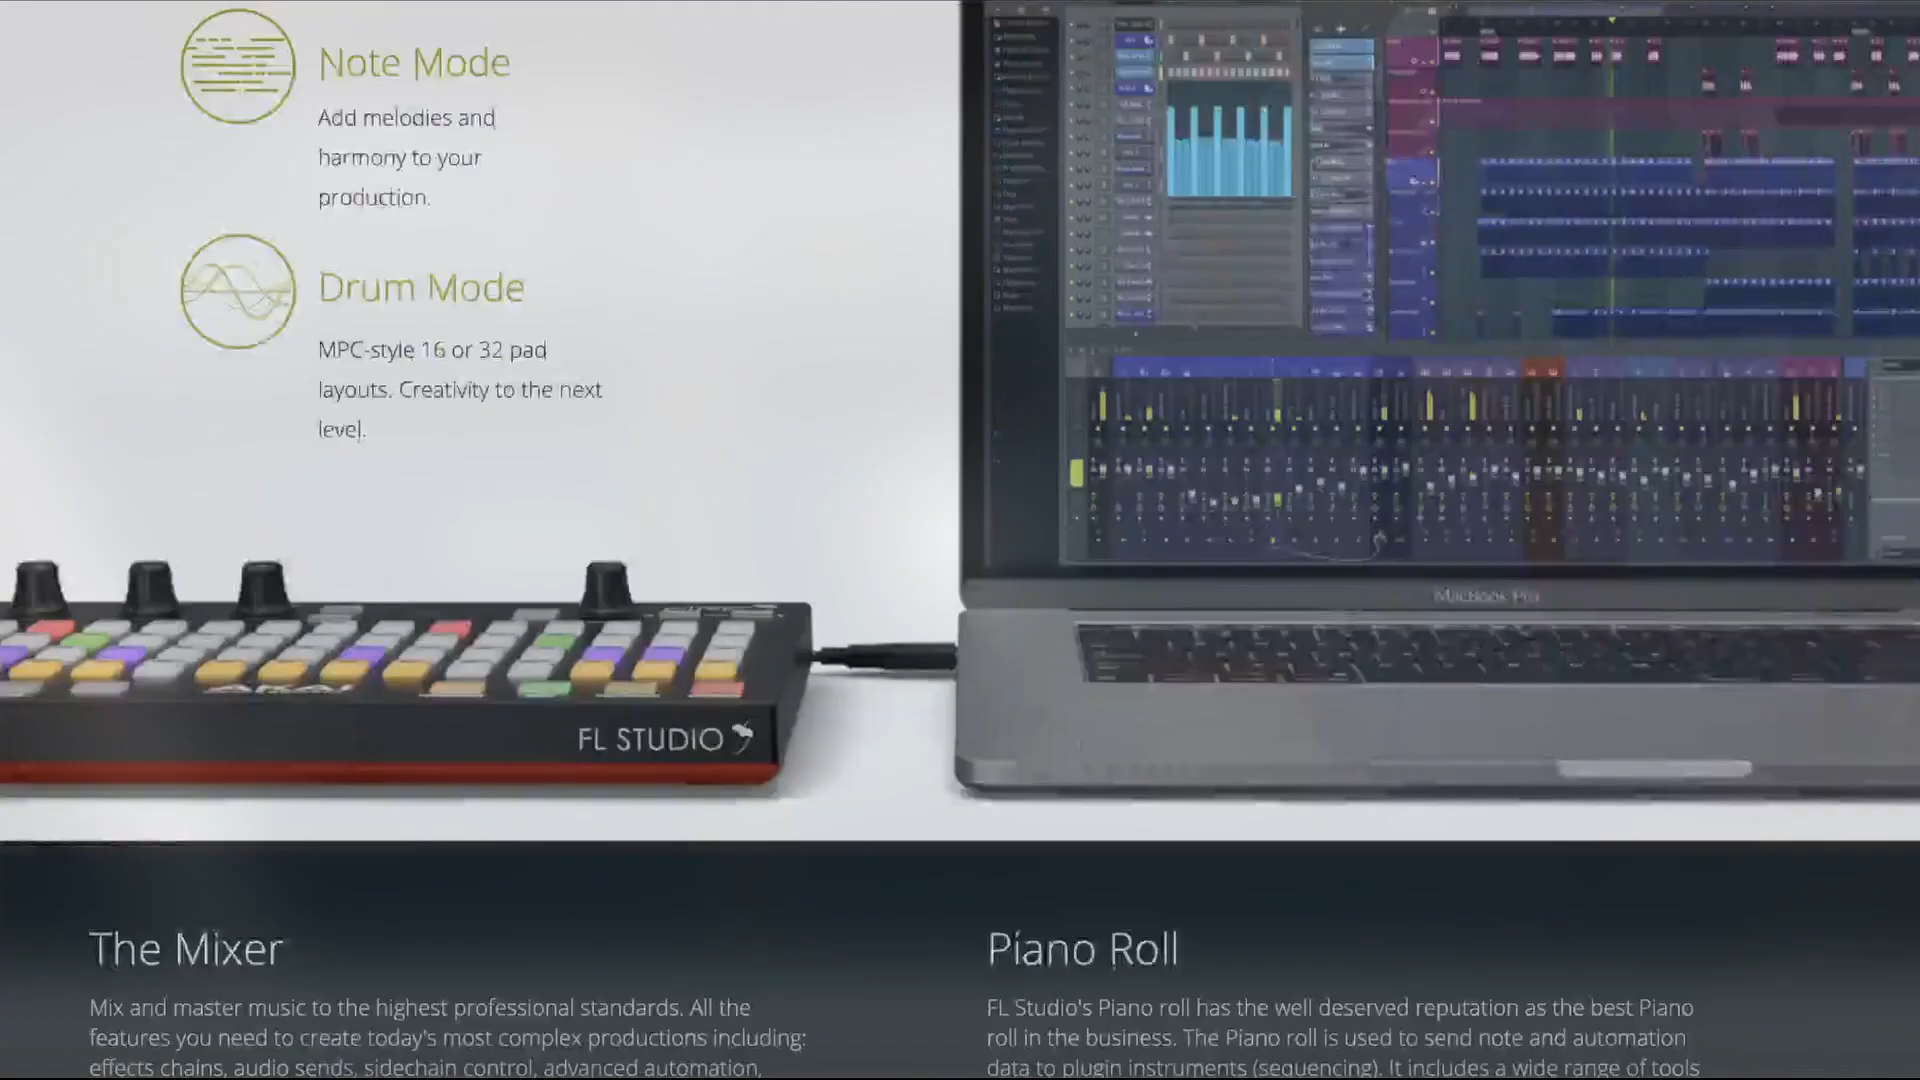 Note Mode
Add melodies and
harmony to your
production.
Drum Mode
MPC-style 16 or 32 pad
layouts. Creativity to the next
level.
MacBook Pro
FL STUDIO
The Mixer
Mix and master music to the highest professional standards. All the
features you need to create today's most complex productions including:
effects chains, audio sends, sidechain control, advanced automation,
Piano Roll
FL Studio's Piano roll has the well deserved reputation as the best Piano
roll in the business. The Piano roll is used to send note and automation
data to plugin instruments (sequencing). It includes a wide range of tools